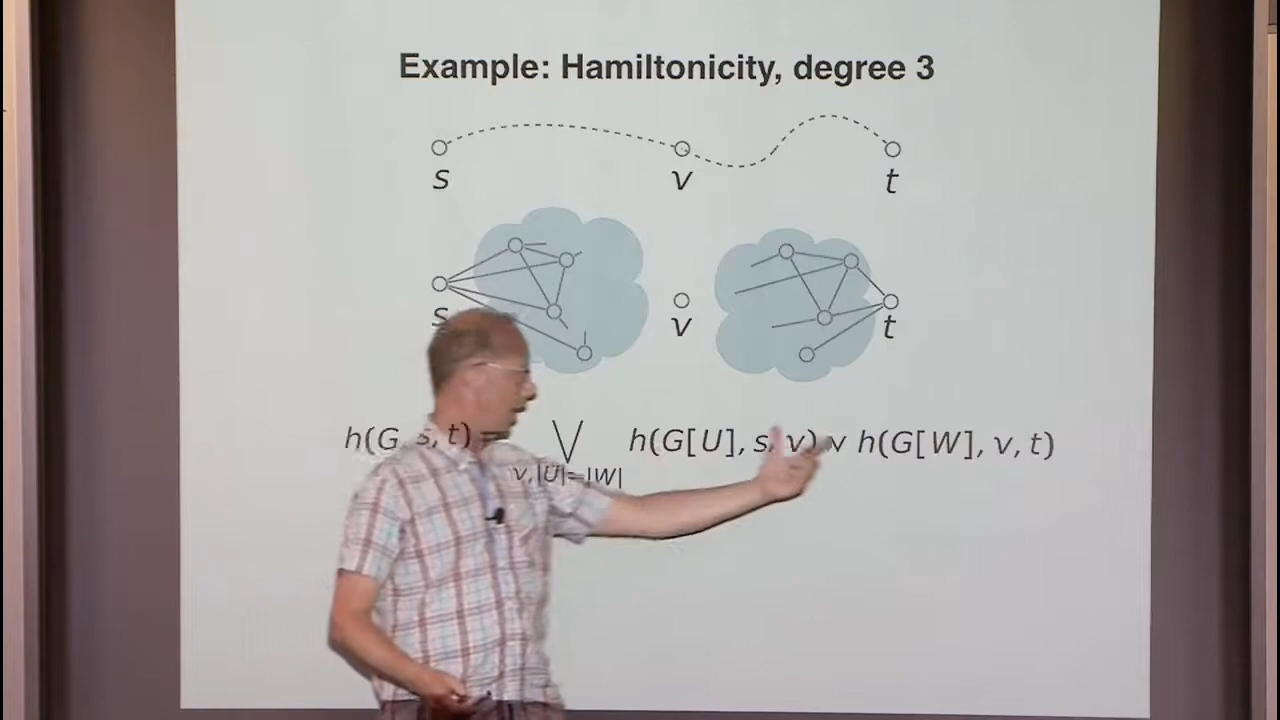 Example: Hamiltonicity, degree 3
s v t
s v t
h(G, s, t) = ⋁ h(G[U], s, v) ∨ h(G[W], v, t)
v,|U|=|W|